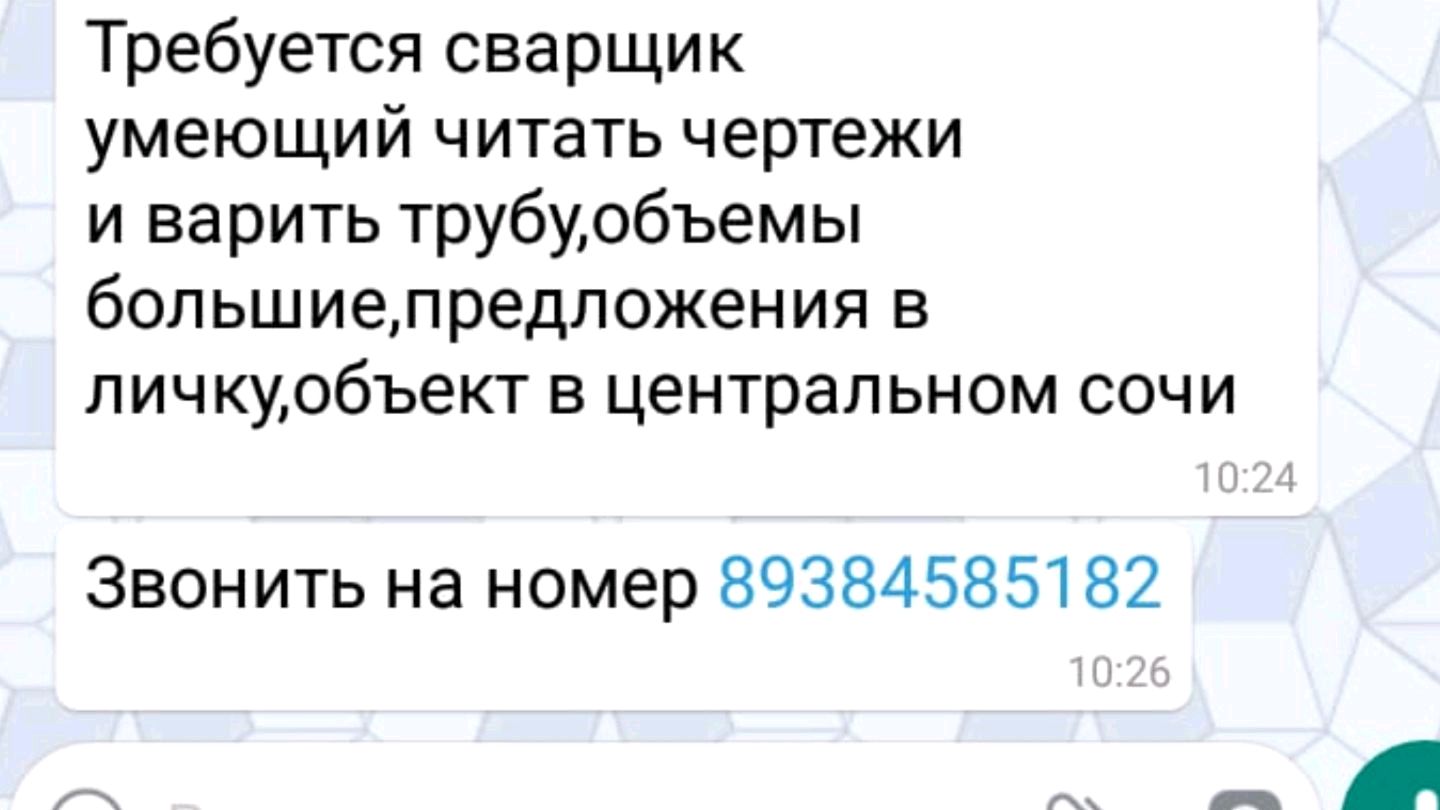 Требуется сварщик
умеющий читать чертежи
и варить трубу,объемы
большие,предложения в
личку,объект в центральном сочи
10:24
Звонить на номер 89384585182
10:26